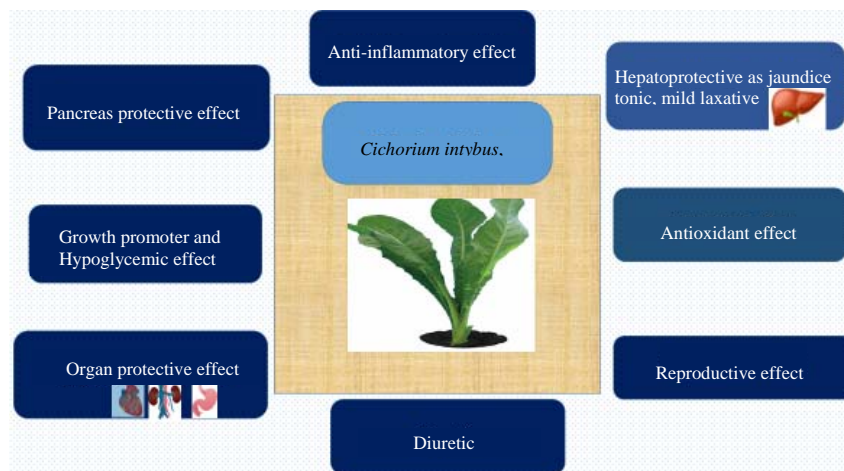 Anti-inflammatory effect
Hepatoprotective as jaundice
tonic, mild laxative
Pancreas protective effect
Cichorium intybus,
Growth promoter and
Hypoglycemic effect
Antioxidant effect
Organ protective effect
Reproductive effect
Diuretic